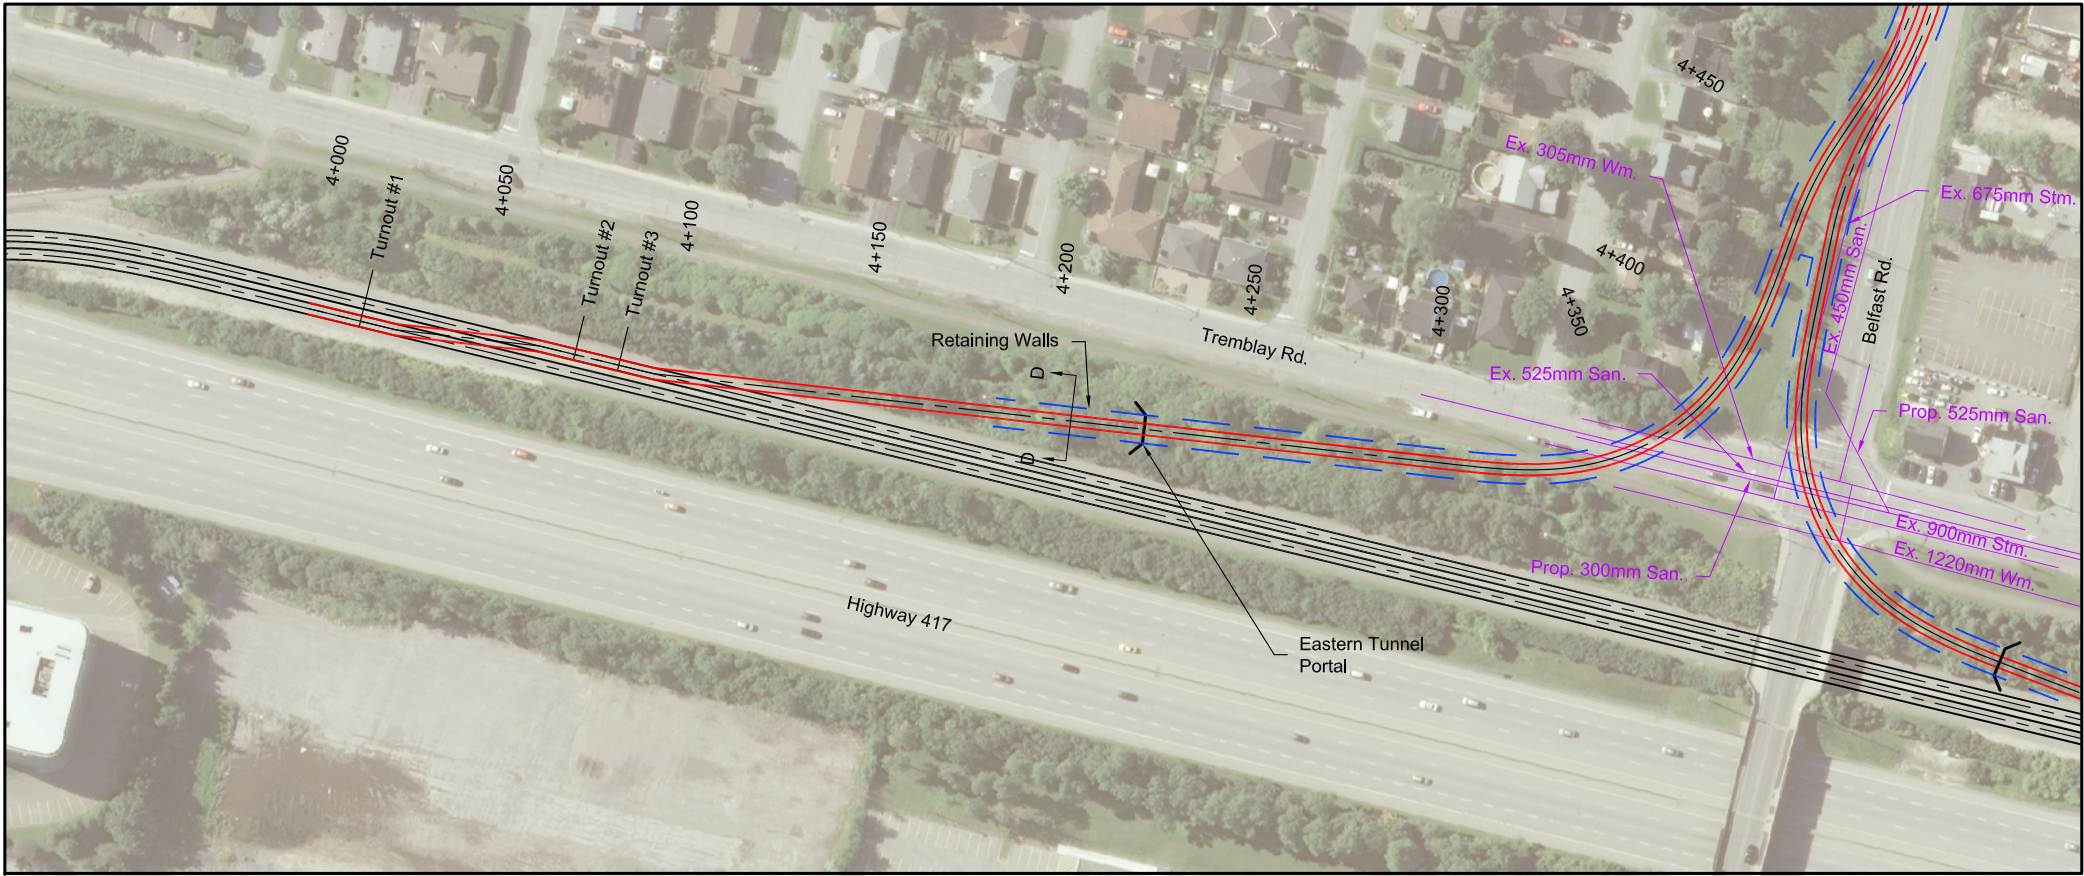 4+000
Turnout #1
4+050
Turnout #2
Turnout #3
4+100
4+150
4+200
4+250
4+300
4+350
4+400
4+450
Ex. 305mm Wm.
Ex. 675mm Stm.
Ex. 450mm San.
Belfast Rd.
Tremblay Rd.
Retaining Walls
D
D
Ex. 525mm San.
Prop. 525mm San.
Ex. 900mm Stm.
Ex. 1220mm Wm.
Prop. 300mm San.
Highway 417
Eastern Tunnel
Portal